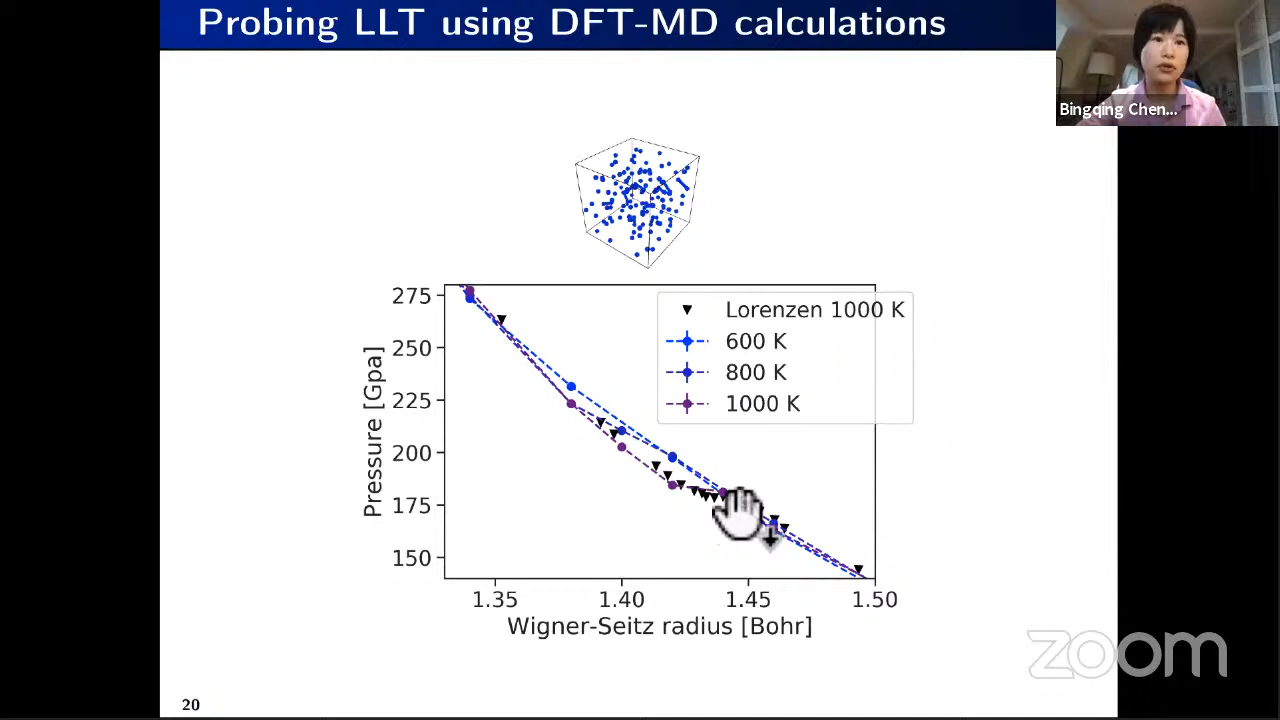 Probing LLT using DFT-MD calculations
Bingqing Chen...
275
250
225
200
175
150
Pressure [Gpa]
Lorenzen 1000 K
600 K
800 K
1000 K
1.35
1.40
1.45
1.50
Wigner-Seitz radius [Bohr]
zoom
20